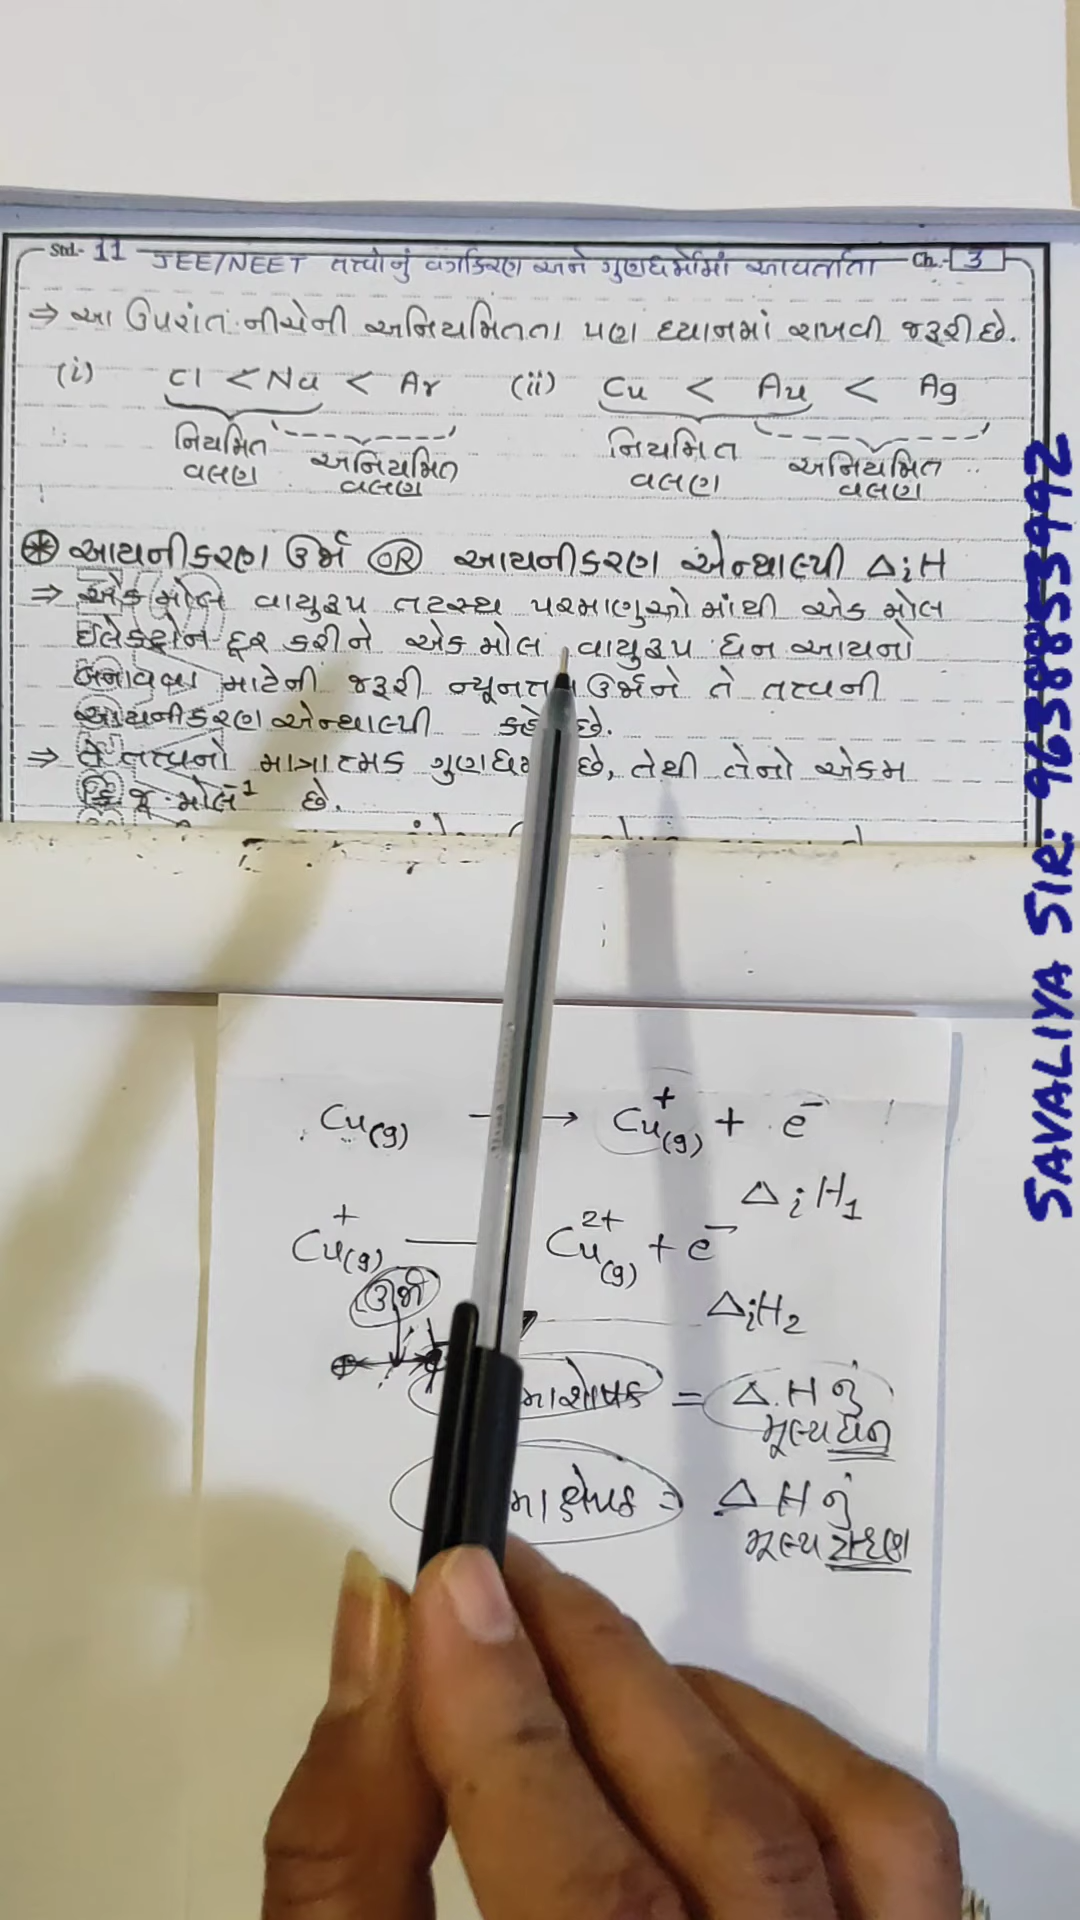 Std.- 11 JEE/NEET તત્ત્વોનું વર્ગીકરણ અને ગુણધર્મોમાં આવર્તીતા Ch.- 3
⇒ આ ઉપરાંત નીચેની અનિયમિતતા પણ ધ્યાનમાં રાખવી જરૂરી છે.
(i) Cl < Na < Ar (ii) Cu < Au < Ag
નિયમિત વલણ અનિયમિત વલણ નિયમિત વલણ અનિયમિત વલણ
આયનીકરણ ઉર્જા OR આયનીકરણ એન્થાલ્પી ΔiH
⇒ એક મોલ વાયુરૂપ તટસ્થ પરમાણુઓ માંથી એક મોલ
ઈલેક્ટ્રોન દૂર કરીને એક મોલ વાયુરૂપ ધન આયનો
બનાવવા માટેની જરૂરી ન્યૂનત્તમ ઉર્જાને તે તત્વની
આયનીકરણ એન્થાલ્પી કહે છે.
⇒ તે તત્વનો માત્રાત્મક ગુણધર્મ છે, તેથી તેનો એકમ
કિ.જૂ.મોલ⁻¹ છે.
Cu(g) → Cu⁺(g) + e⁻
ΔiH₁
Cu⁺(g) Cu²⁺(g) + e⁻
ઉર્જા
ΔiH₂
= Δ.H નું
મૂલ્ય ધન
= ΔH નું
મૂલ્ય ઋણ
SAVALIYA SIR: 9638853992